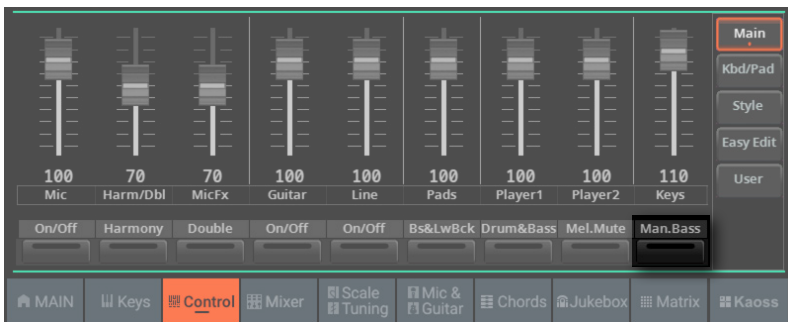 Main
Kbd/Pad
Style
Easy Edit
User
100 70 70 100 100 100 100 100 110
Mic Harm/Dbl MicFx Guitar Line Pads Player1 Player2 Keys
On/Off Harmony Double On/Off On/Off Bs&LwBck Drum&Bass Mel.Mute Man.Bass
MAIN Keys Control Mixer Scale Tuning Mic & Guitar Chords Jukebox Matrix Kaoss